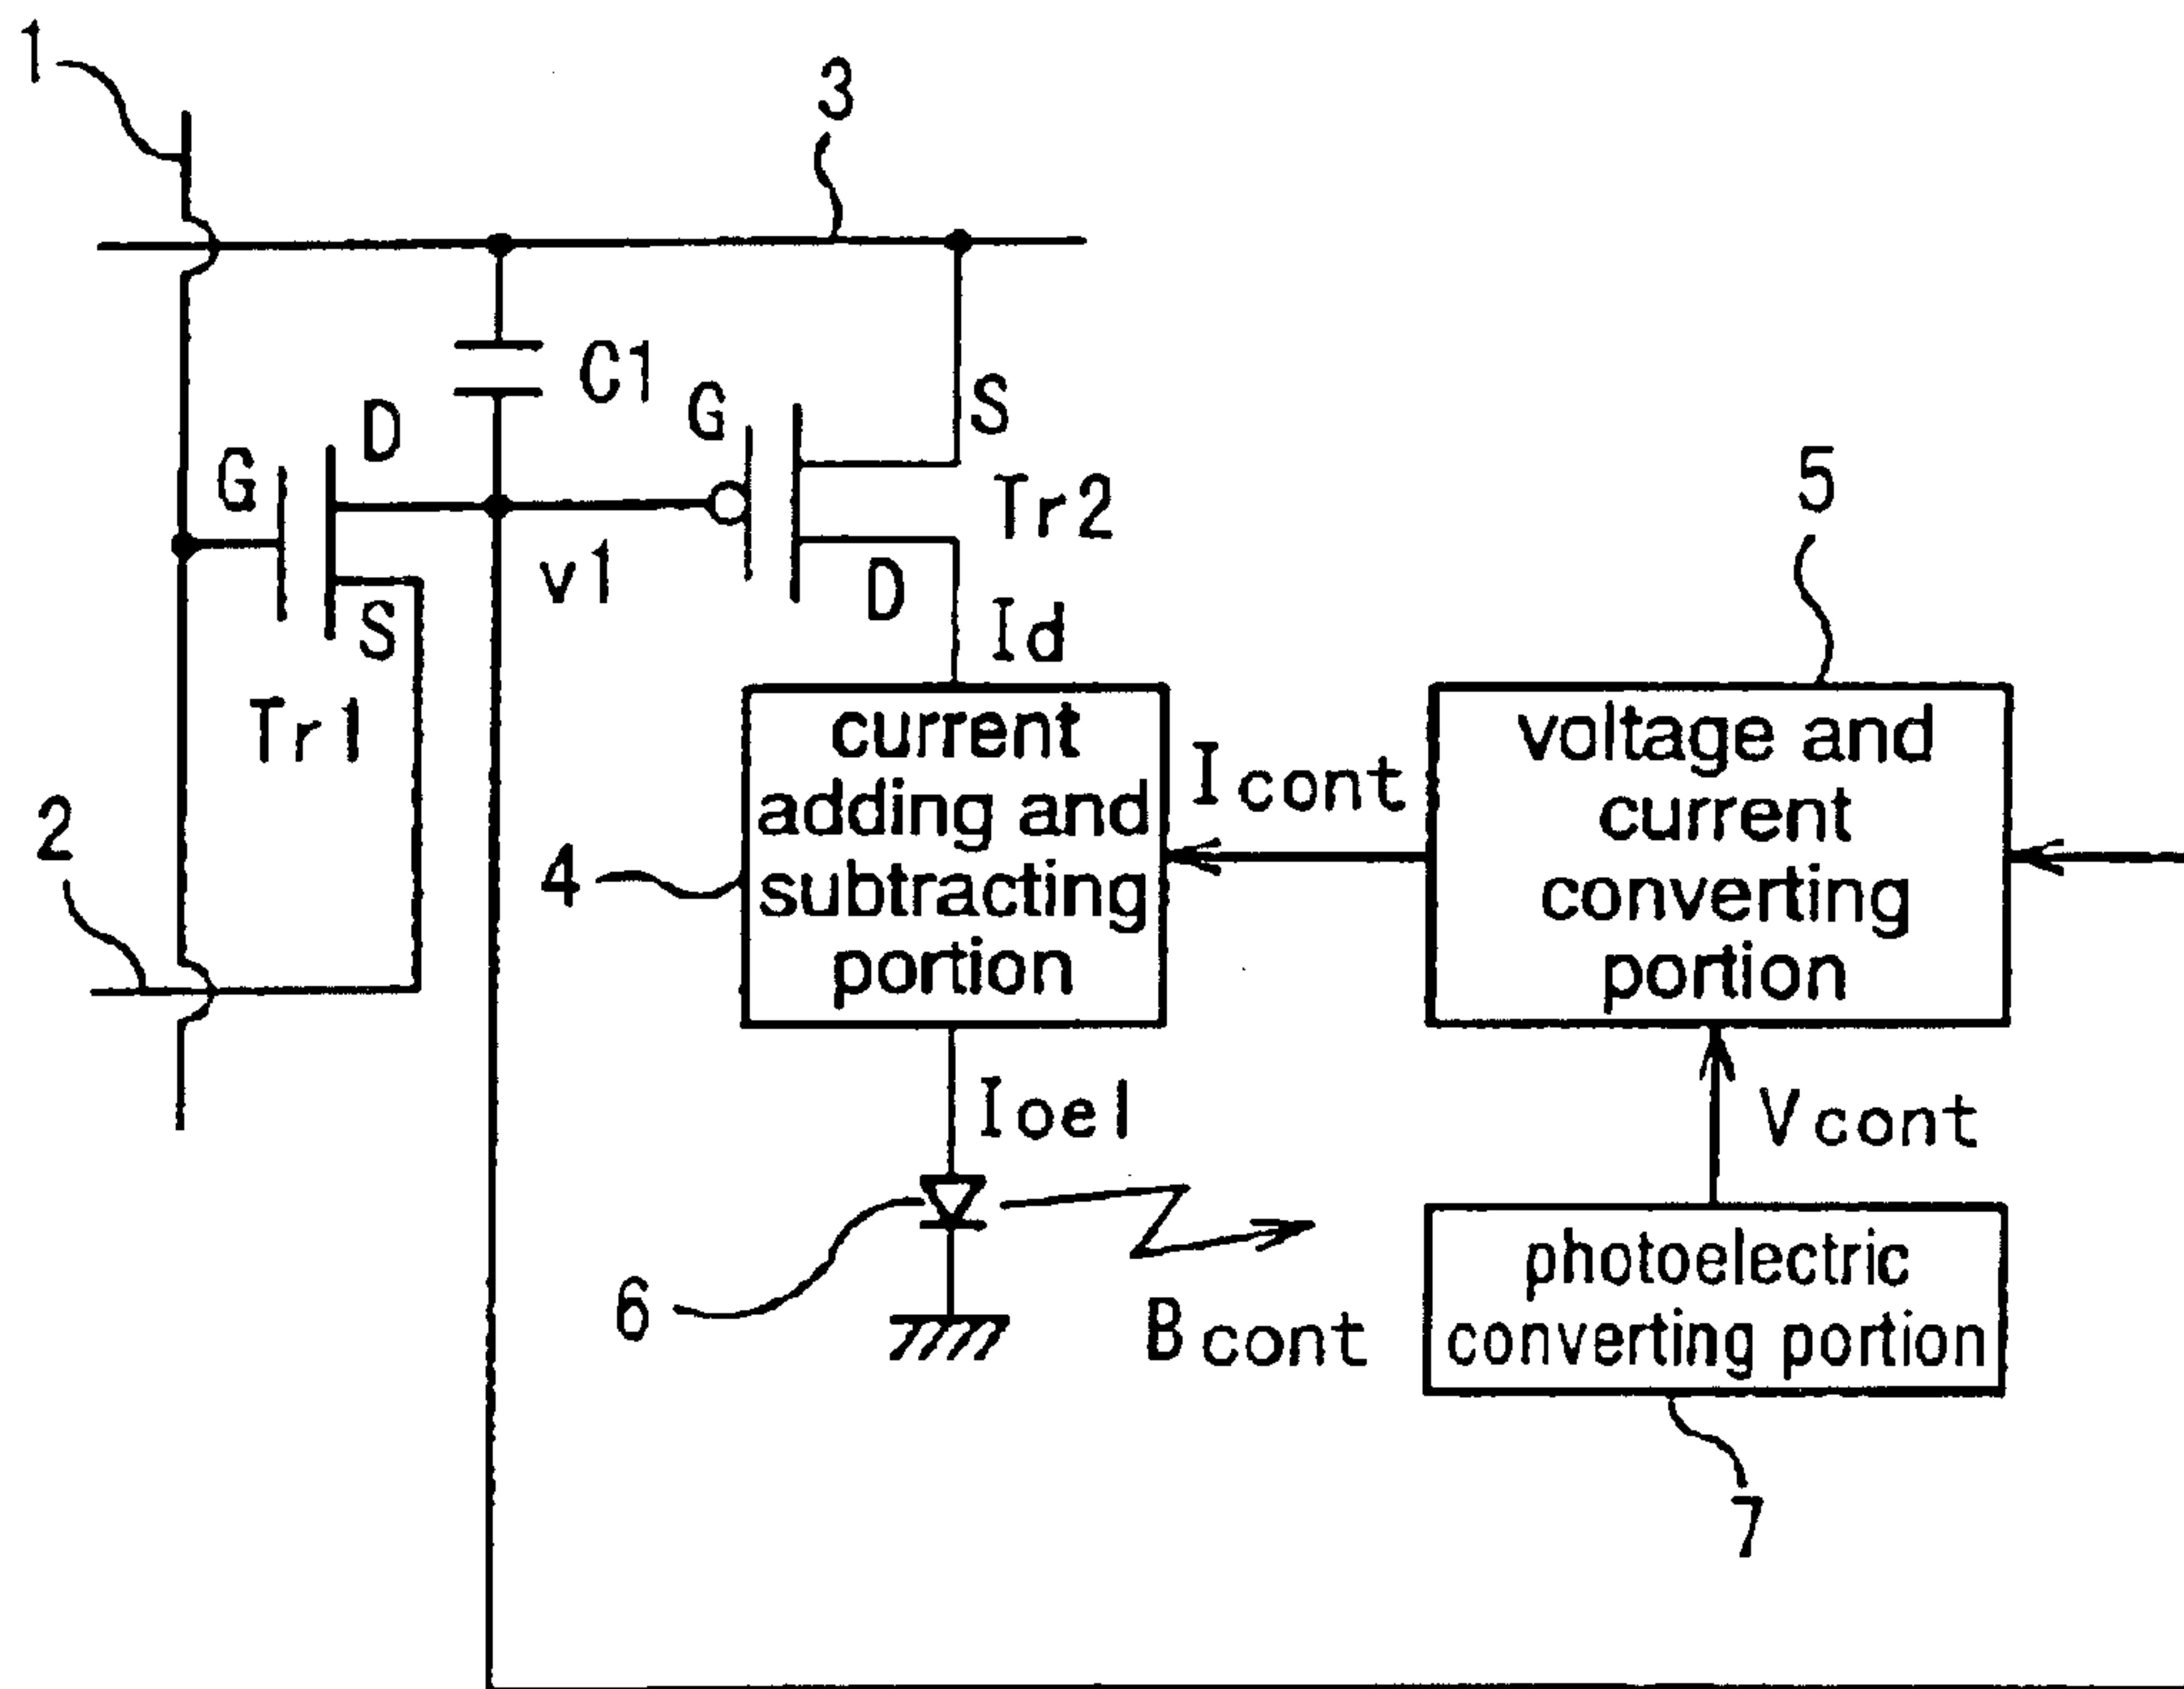 1
3
C1
G
S
D
G
Tr2
5
v1
D
S
Id
Tr1
current
adding and
subtracting
portion
Icont
voltage and
current
converting
portion
2
4
Ioel
Vcont
6
Bcont
photoelectric
converting portion
7